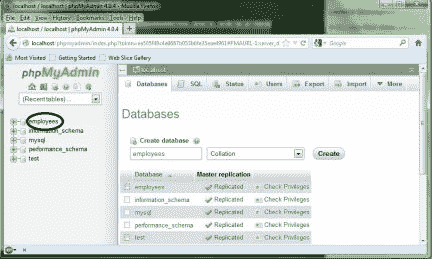 localhost / localhost | phpMyAdmin 4.0.4 - Mozilla Firefox
File Edit View History Bookmarks Tools Help
localhost / localhost | phpMyAdmin 4.0.4
Google
Most Visited Getting Started Web Slice Gallery
phpMyAdmin
(Recent tables) ...
employees
information_schema
mysql
performance_schema
test
localhost
Databases SQL Status Users Export Import More
Databases
Create database
employees Collation Create
Database Master replication
employees Replicated Check Privileges
information_schema Replicated Check Privileges
mysql Replicated Check Privileges
performance_schema Replicated Check Privileges
test Replicated Check Privileges